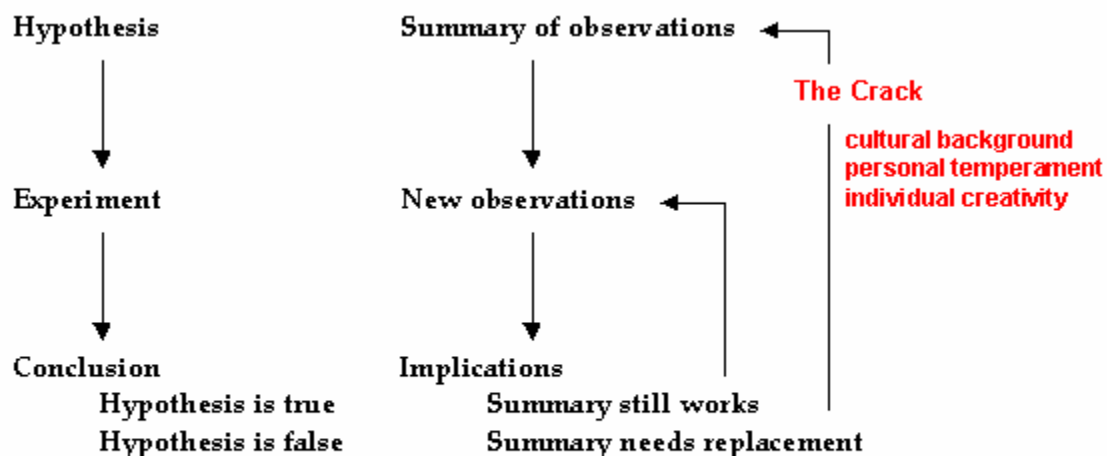 Hypothesis
Experiment
Conclusion
Hypothesis is true
Hypothesis is false
Summary of observations
New observations
Implications
Summary still works
Summary needs replacement
The Crack
cultural background
personal temperament
individual creativity